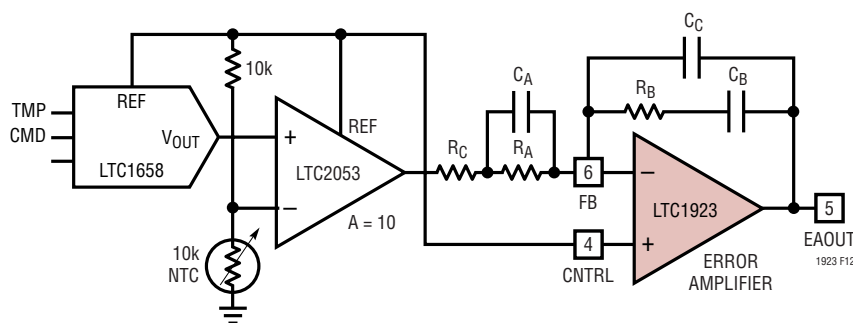 C_C
10k
C_A
R_B
C_B
REF
TMP
CMD
V_OUT
LTC1658
+
REF
LTC2053
−
A = 10
R_C
R_A
6
FB
−
LTC1923
+
5
EAOUT
10k
NTC
4
CNTRL
ERROR
AMPLIFIER
1923 F12